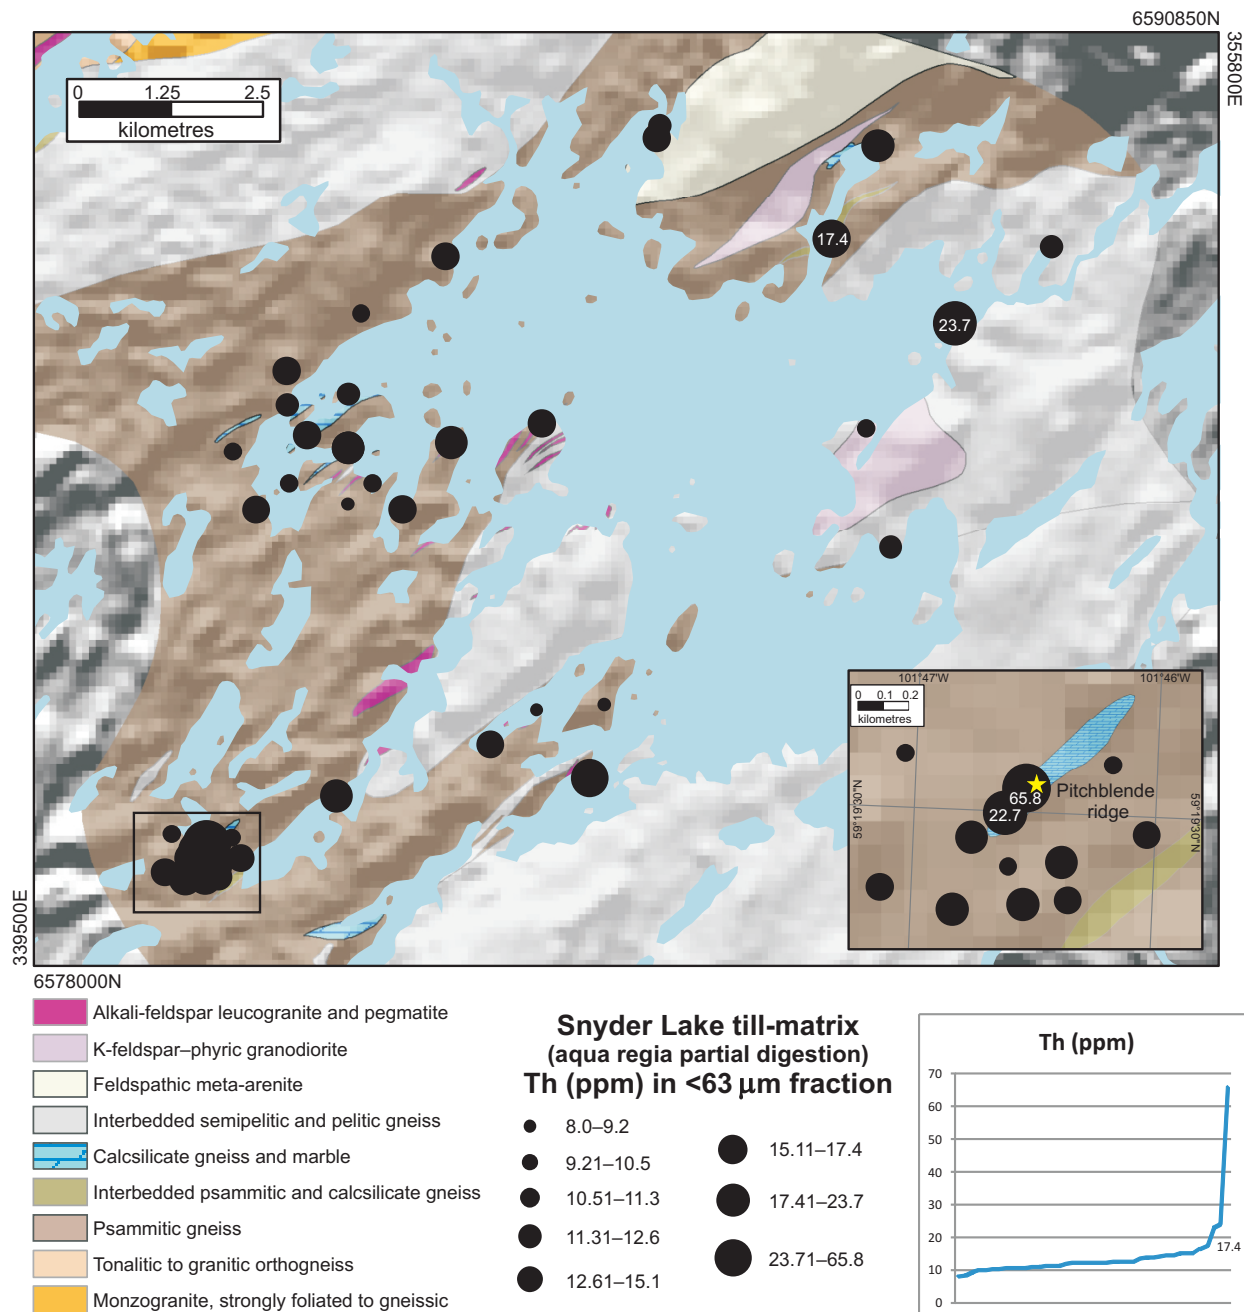 6590850N
355800E
0 1.25 2.5
kilometres
17.4
23.7
101°47'W
101°46'W
0 0.1 0.2
kilometres
59°19'30"N
59°19'30"N
65.8
Pitchblende
ridge
22.7
339500E
6578000N
Alkali-feldspar leucogranite and pegmatite
K-feldspar–phyric granodiorite
Feldspathic meta-arenite
Interbedded semipelitic and pelitic gneiss
Calcsilicate gneiss and marble
Interbedded psammitic and calcsilicate gneiss
Psammitic gneiss
Tonalitic to granitic orthogneiss
Monzogranite, strongly foliated to gneissic
Snyder Lake till-matrix
(aqua regia partial digestion)
Th (ppm) in <63 µm fraction
8.0–9.2
9.21–10.5
10.51–11.3
11.31–12.6
12.61–15.1
15.11–17.4
17.41–23.7
23.71–65.8
Th (ppm)
70
60
50
40
30
20
10
0
17.4